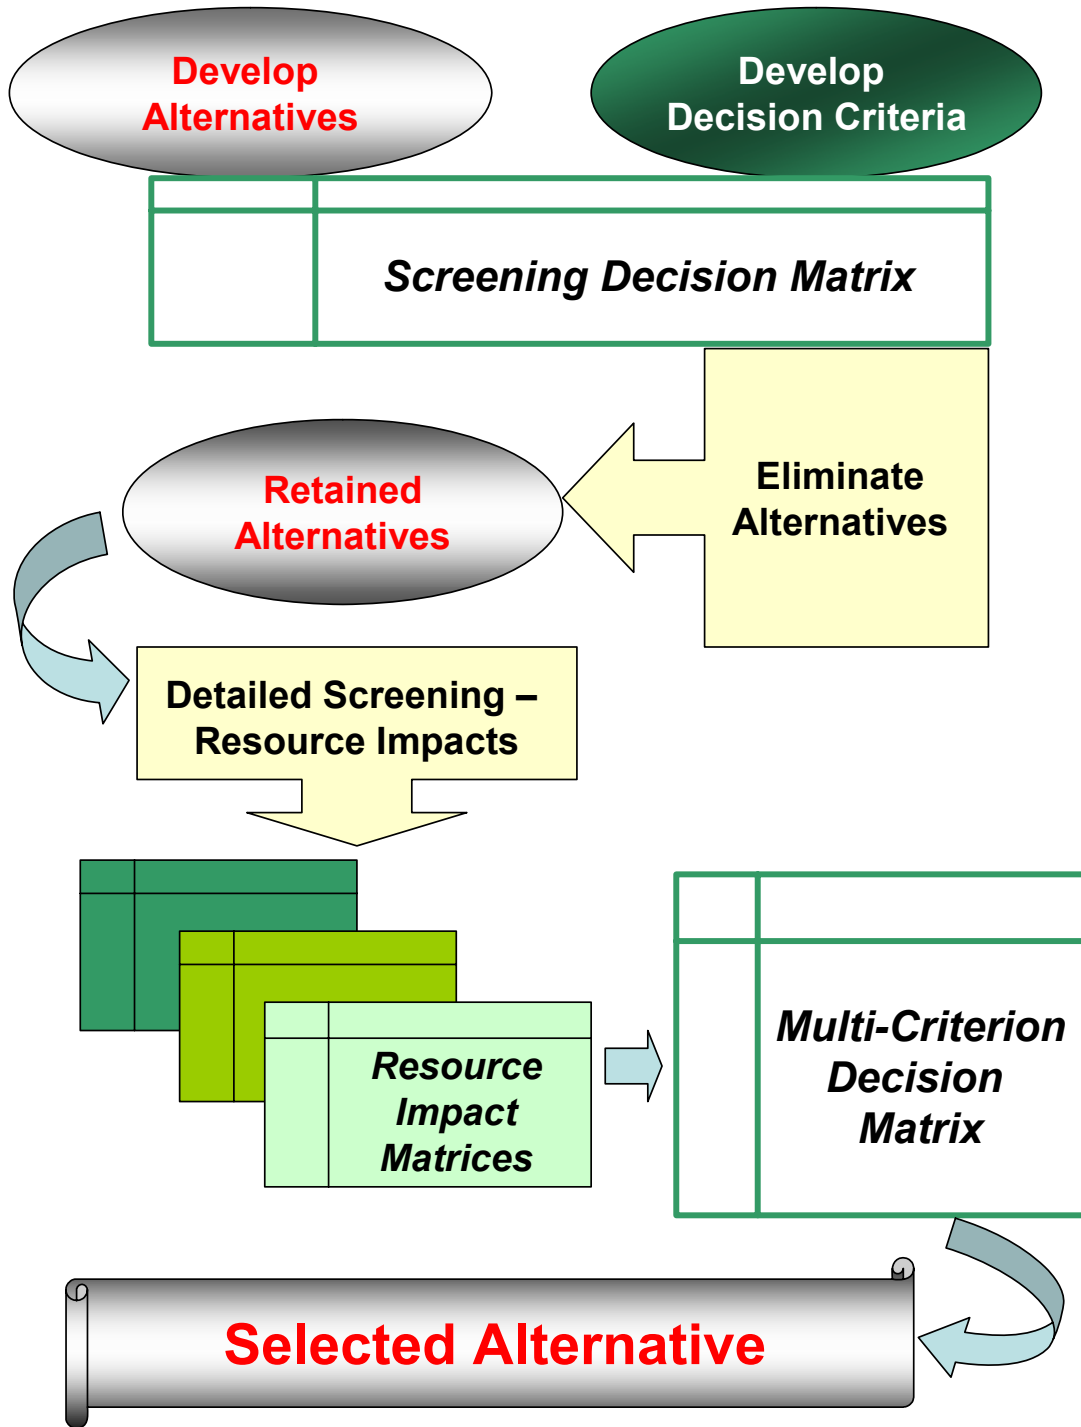 Develop
Alternatives
Develop
Decision Criteria
Screening Decision Matrix
Eliminate
Alternatives
Retained
Alternatives
Detailed Screening –
Resource Impacts
Resource
Impact
Matrices
Multi-Criterion
Decision
Matrix
Selected Alternative